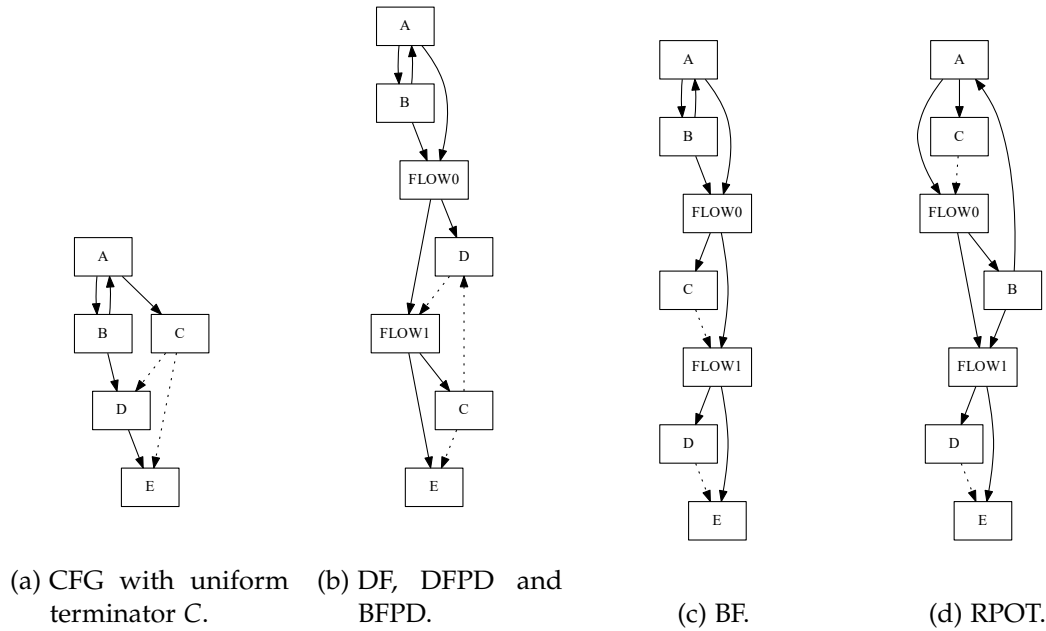 A
B
C
D
E
(a) CFG with uniform
terminator C.
A
B
FLOW0
D
FLOW1
C
E
(b) DF, DFPD and
BFPD.
A
B
FLOW0
C
FLOW1
D
E
(c) BF.
A
C
FLOW0
B
FLOW1
D
E
(d) RPOT.